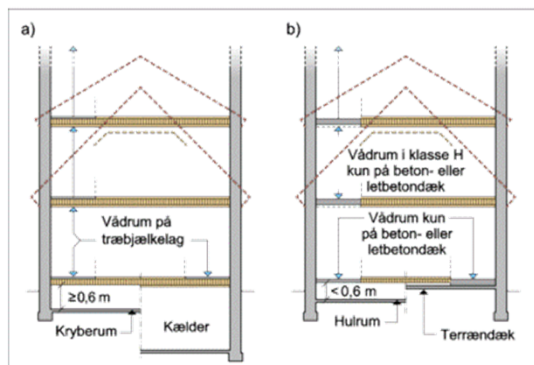 a)
Vådrum på
træbjælkelag
≥0,6 m
Kryberum
Kælder
b)
Vådrum i klasse H
kun på beton- eller
letbetondæk
Vådrum kun
på beton- eller
letbetondæk
<0,6 m
Hulrum
Terrændæk